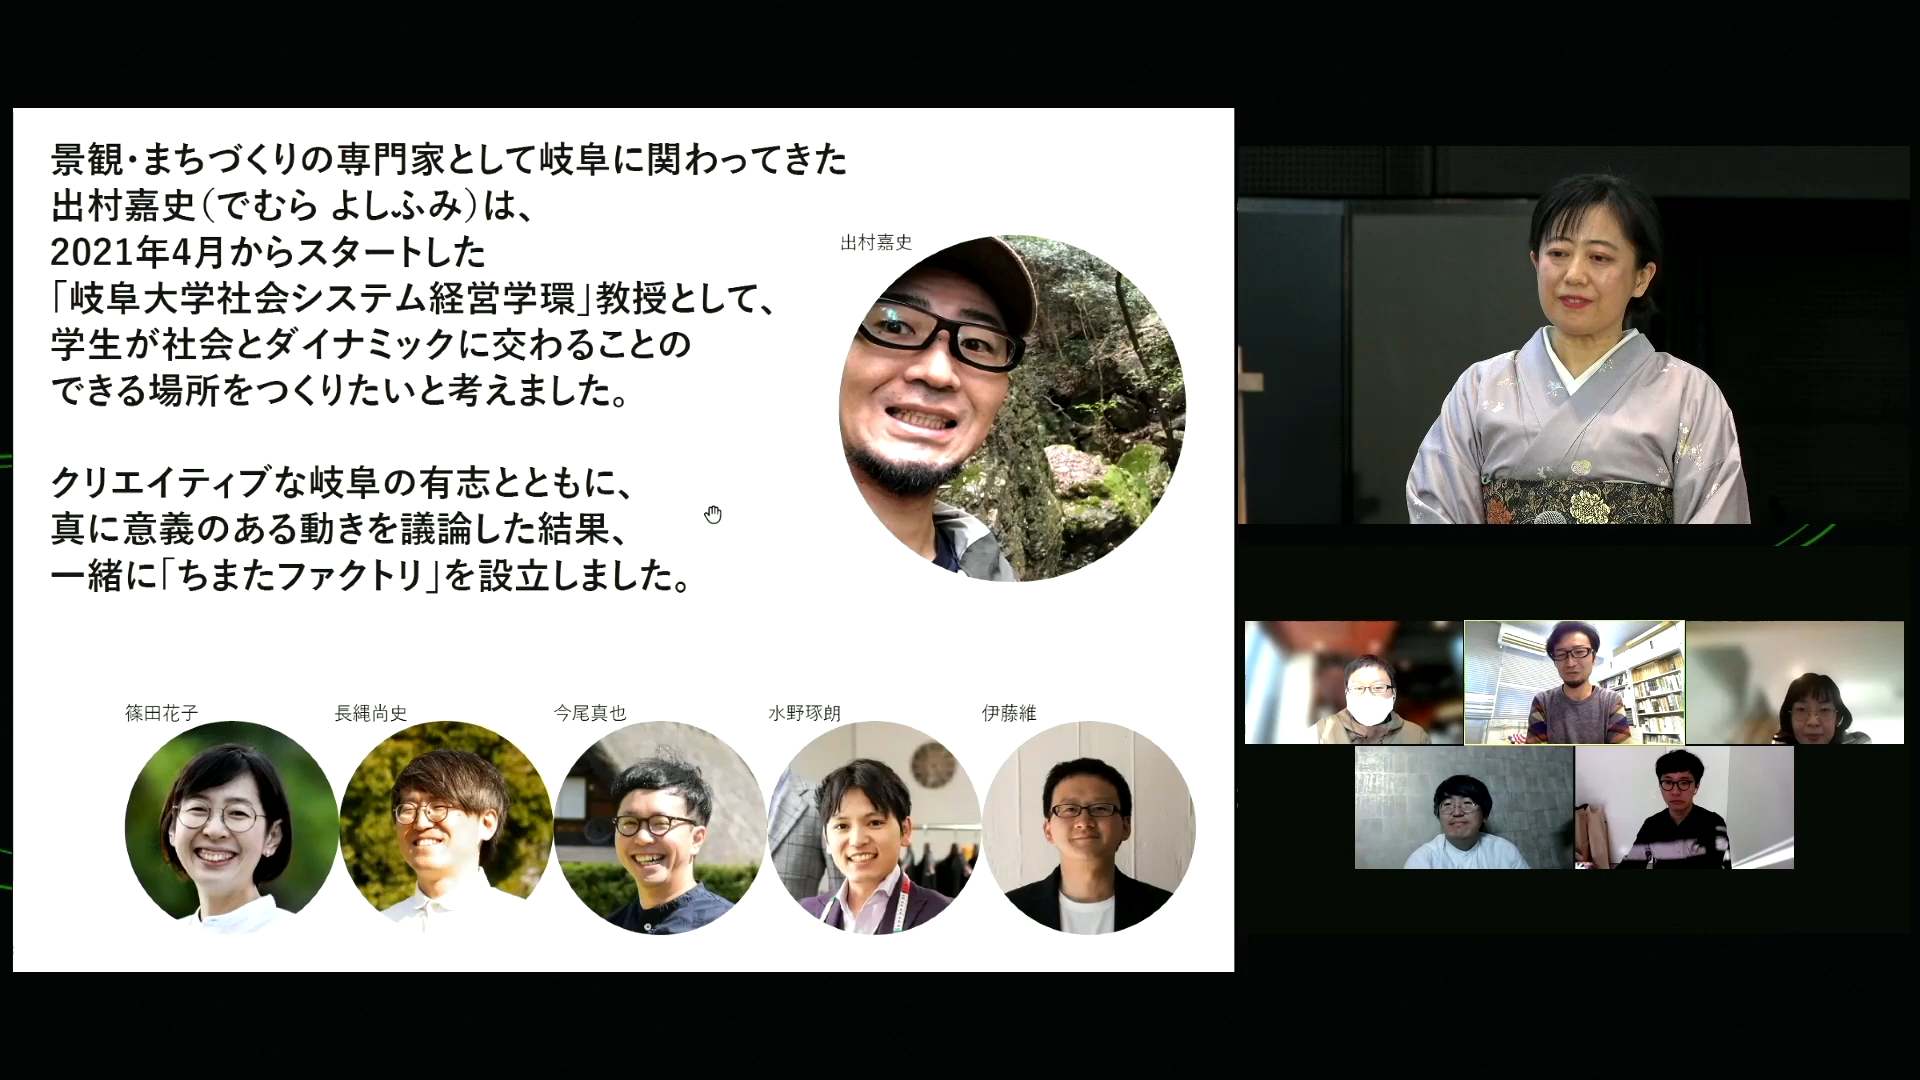 景観・まちづくりの専門家として岐阜に関わってきた
出村嘉史（でむら よしふみ）は、
2021年4月からスタートした
「岐阜大学社会システム経営学環」教授として、
学生が社会とダイナミックに交わることの
できる場所をつくりたいと考えました。
クリエイティブな岐阜の有志とともに、
真に意義のある動きを議論した結果、
一緒に「ちまたファクトリ」を設立しました。
出村嘉史
篠田花子
長縄尚史
今尾真也
水野琢朗
伊藤維